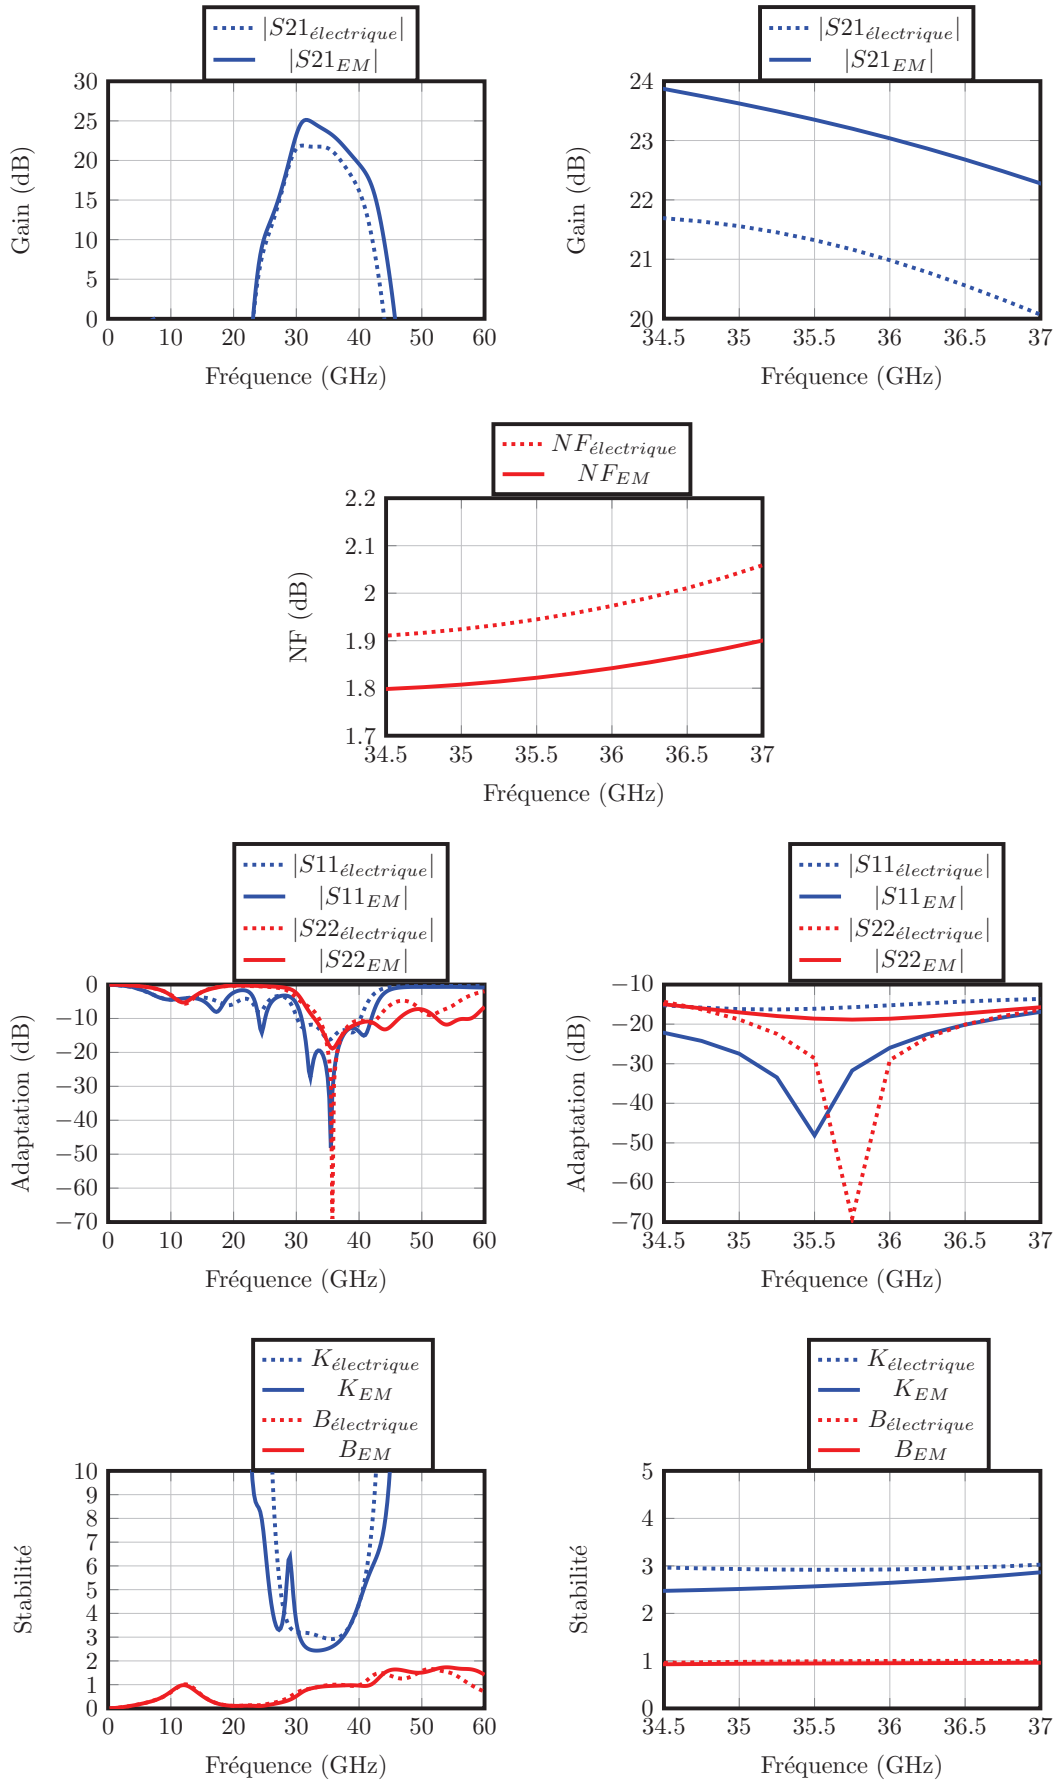 |S21électrique|
|S21EM|
30
25
20
15
10
5
0
0 10 20 30 40 50 60
Gain (dB)
Fréquence (GHz)
|S21électrique|
|S21EM|
24
23
22
21
20
34.5 35 35.5 36 36.5 37
Gain (dB)
Fréquence (GHz)
NFélectrique
NFEM
2.2
2.1
2
1.9
1.8
1.7
34.5 35 35.5 36 36.5 37
NF (dB)
Fréquence (GHz)
|S11électrique|
|S11EM|
|S22électrique|
|S22EM|
0
−10
−20
−30
−40
−50
−60
−70
0 10 20 30 40 50 60
Adaptation (dB)
Fréquence (GHz)
|S11électrique|
|S11EM|
|S22électrique|
|S22EM|
−10
−20
−30
−40
−50
−60
−70
34.5 35 35.5 36 36.5 37
Adaptation (dB)
Fréquence (GHz)
Kélectrique
KEM
Bélectrique
BEM
10
9
8
7
6
5
4
3
2
1
0
0 10 20 30 40 50 60
Stabilité
Fréquence (GHz)
Kélectrique
KEM
Bélectrique
BEM
5
4
3
2
1
0
34.5 35 35.5 36 36.5 37
Stabilité
Fréquence (GHz)